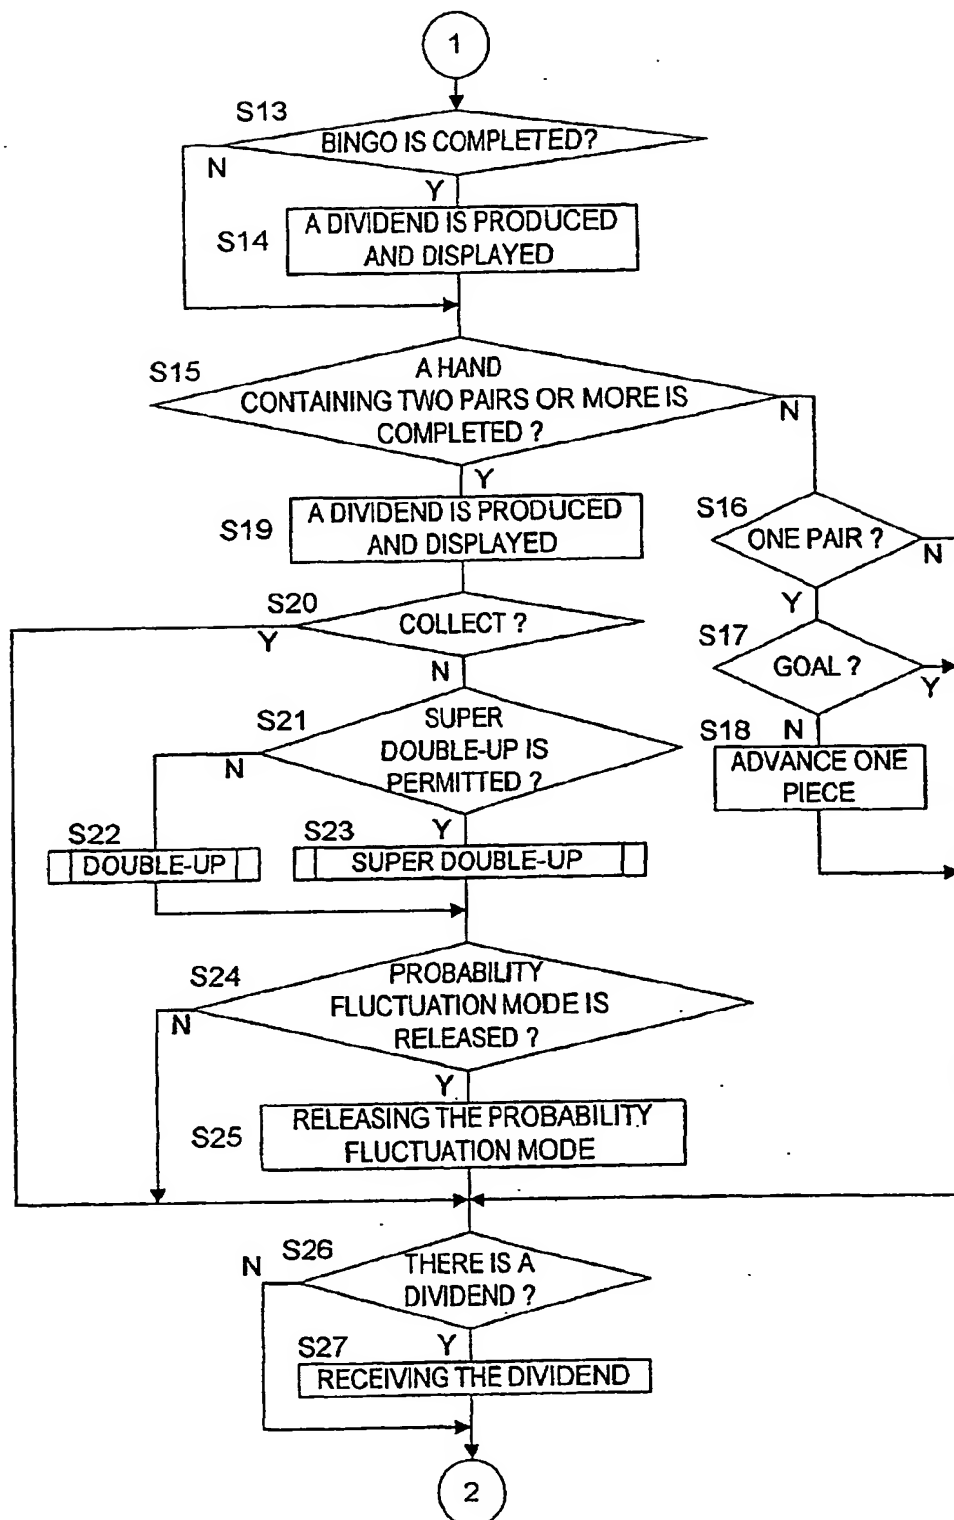 1
S13
BINGO IS COMPLETED?
N
Y
S14
A DIVIDEND IS PRODUCED
AND DISPLAYED
S15
A HAND
CONTAINING TWO PAIRS OR MORE IS
COMPLETED ?
N
Y
S16
ONE PAIR ?
N
Y
S19
A DIVIDEND IS PRODUCED
AND DISPLAYED
S17
GOAL ?
Y
N
S20
COLLECT ?
Y
N
S18
ADVANCE ONE
PIECE
S21
SUPER
DOUBLE-UP IS
PERMITTED ?
N
Y
S22
DOUBLE-UP
S23
SUPER DOUBLE-UP
S24
PROBABILITY
FLUCTUATION MODE IS
RELEASED ?
N
Y
S25
RELEASING THE PROBABILITY
FLUCTUATION MODE
S26
THERE IS A
DIVIDEND ?
N
Y
S27
RECEIVING THE DIVIDEND
2